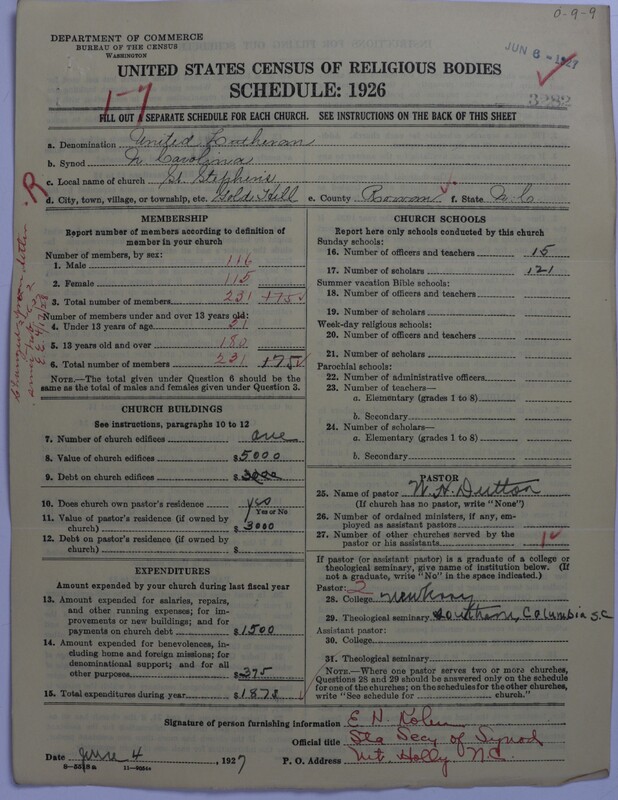 0-9-9
DEPARTMENT OF COMMERCE
BUREAU OF THE CENSUS
WASHINGTON
JUN 8 - 1927
UNITED STATES CENSUS OF RELIGIOUS BODIES
SCHEDULE: 1926
3282
1-7
FILL OUT A SEPARATE SCHEDULE FOR EACH CHURCH. SEE INSTRUCTIONS ON THE BACK OF THIS SHEET
a. Denomination United Lutheran
b. Synod N Carolina
c. Local name of church St Stephens
d. City, town, village, or township, etc. Gold Hill e. County Rowan f. State N. C
R
MEMBERSHIP
Report number of members according to definition of member in your church
Number of members, by sex:
1. Male 116
2. Female 115
3. Total number of members 231 175
Number of members under and over 13 years old:
4. Under 13 years of age 51
5. 13 years old and over 180
6. Total number of members 231 175
NOTE.—The total given under Question 6 should be the same as the total of males and females given under Question 3.
CHURCH BUILDINGS
See instructions, paragraphs 10 to 12
7. Number of church edifices one
8. Value of church edifices $5000
9. Debt on church edifices $3000
10. Does church own pastor's residence yes
Yes or No
11. Value of pastor's residence (if owned by church) $3000
12. Debt on pastor's residence (if owned by church) $
EXPENDITURES
Amount expended by your church during last fiscal year
13. Amount expended for salaries, repairs, and other running expenses; for improvements or new buildings; and for payments on church debt $1500
14. Amount expended for benevolences, including home and foreign missions; for denominational support; and for all other purposes $375
15. Total expenditures during year $1875
CHURCH SCHOOLS
Report here only schools conducted by this church
Sunday schools:
16. Number of officers and teachers 15
17. Number of scholars 121
Summer vacation Bible schools:
18. Number of officers and teachers
19. Number of scholars
Week-day religious schools:
20. Number of officers and teachers
21. Number of scholars
Parochial schools:
22. Number of administrative officers
23. Number of teachers—
a. Elementary (grades 1 to 8)
b. Secondary
24. Number of scholars—
a. Elementary (grades 1 to 8)
b. Secondary
PASTOR
25. Name of pastor W. H. Dutton
(If church has no pastor, write "None")
26. Number of ordained ministers, if any, employed as assistant pastors
27. Number of other churches served by the pastor or his assistants 1
If pastor (or assistant pastor) is a graduate of a college or theological seminary, give name of institution below. (If not a graduate, write "No" in the space indicated.)
Pastor: 2
28. College Newberry
29. Theological seminary Southern, Columbia S.C
Assistant pastor:
30. College
31. Theological seminary
NOTE.—Where one pastor serves two or more churches, Questions 28 and 29 should be answered only on the schedule for one of the churches; on the schedules for the other churches, write "See schedule for church."
Signature of person furnishing information E N
Official title Sta Secy of Synod
Date June 4, 1927 P. O. Address Mt Holly N.C.